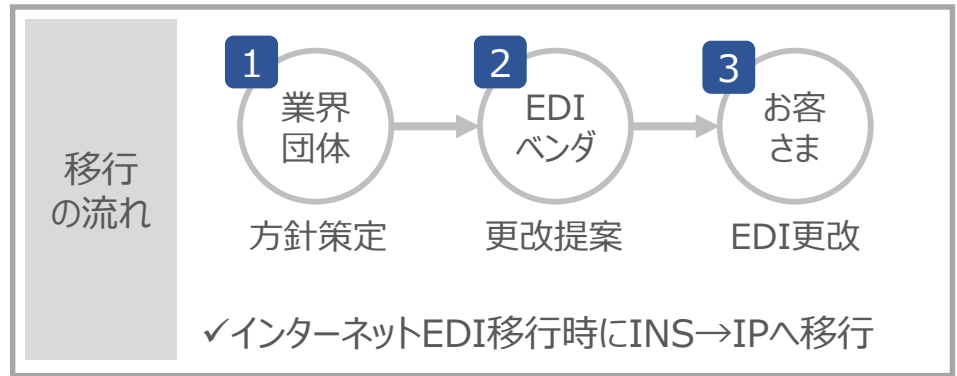 移行
の流れ
1
業界
団体
方針策定
2
EDI
ベンダ
更改提案
3
お客
さま
EDI更改
✓インターネットEDI移行時にINS→IPへ移行